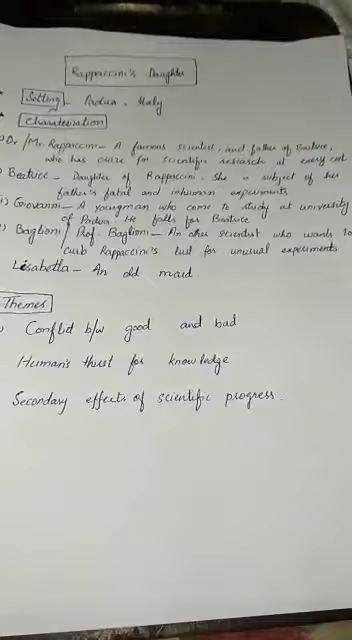 Rappaccini's Daughter
Setting - Padua, Italy
Characterisation
Dr/Mr. Rappaccini - A famous scientist, and father of Beatrice,
who has craze for scientific research at every cost
Beatrice - Daughter of Rappaccini. She is subject of her
father's fatal and inhuman experiments
Giovanni - A youngman who come to study at university
of Padua. He falls for Beatrice
Baglioni / Prof. Baglioni - An other scientist who wants to
curb Rappaccini's lust for unusual experiments
Lisabetta - An old maid.
Themes
Conflict b/w good and bad
Human's thirst for knowledge
Secondary effects of scientific progress.